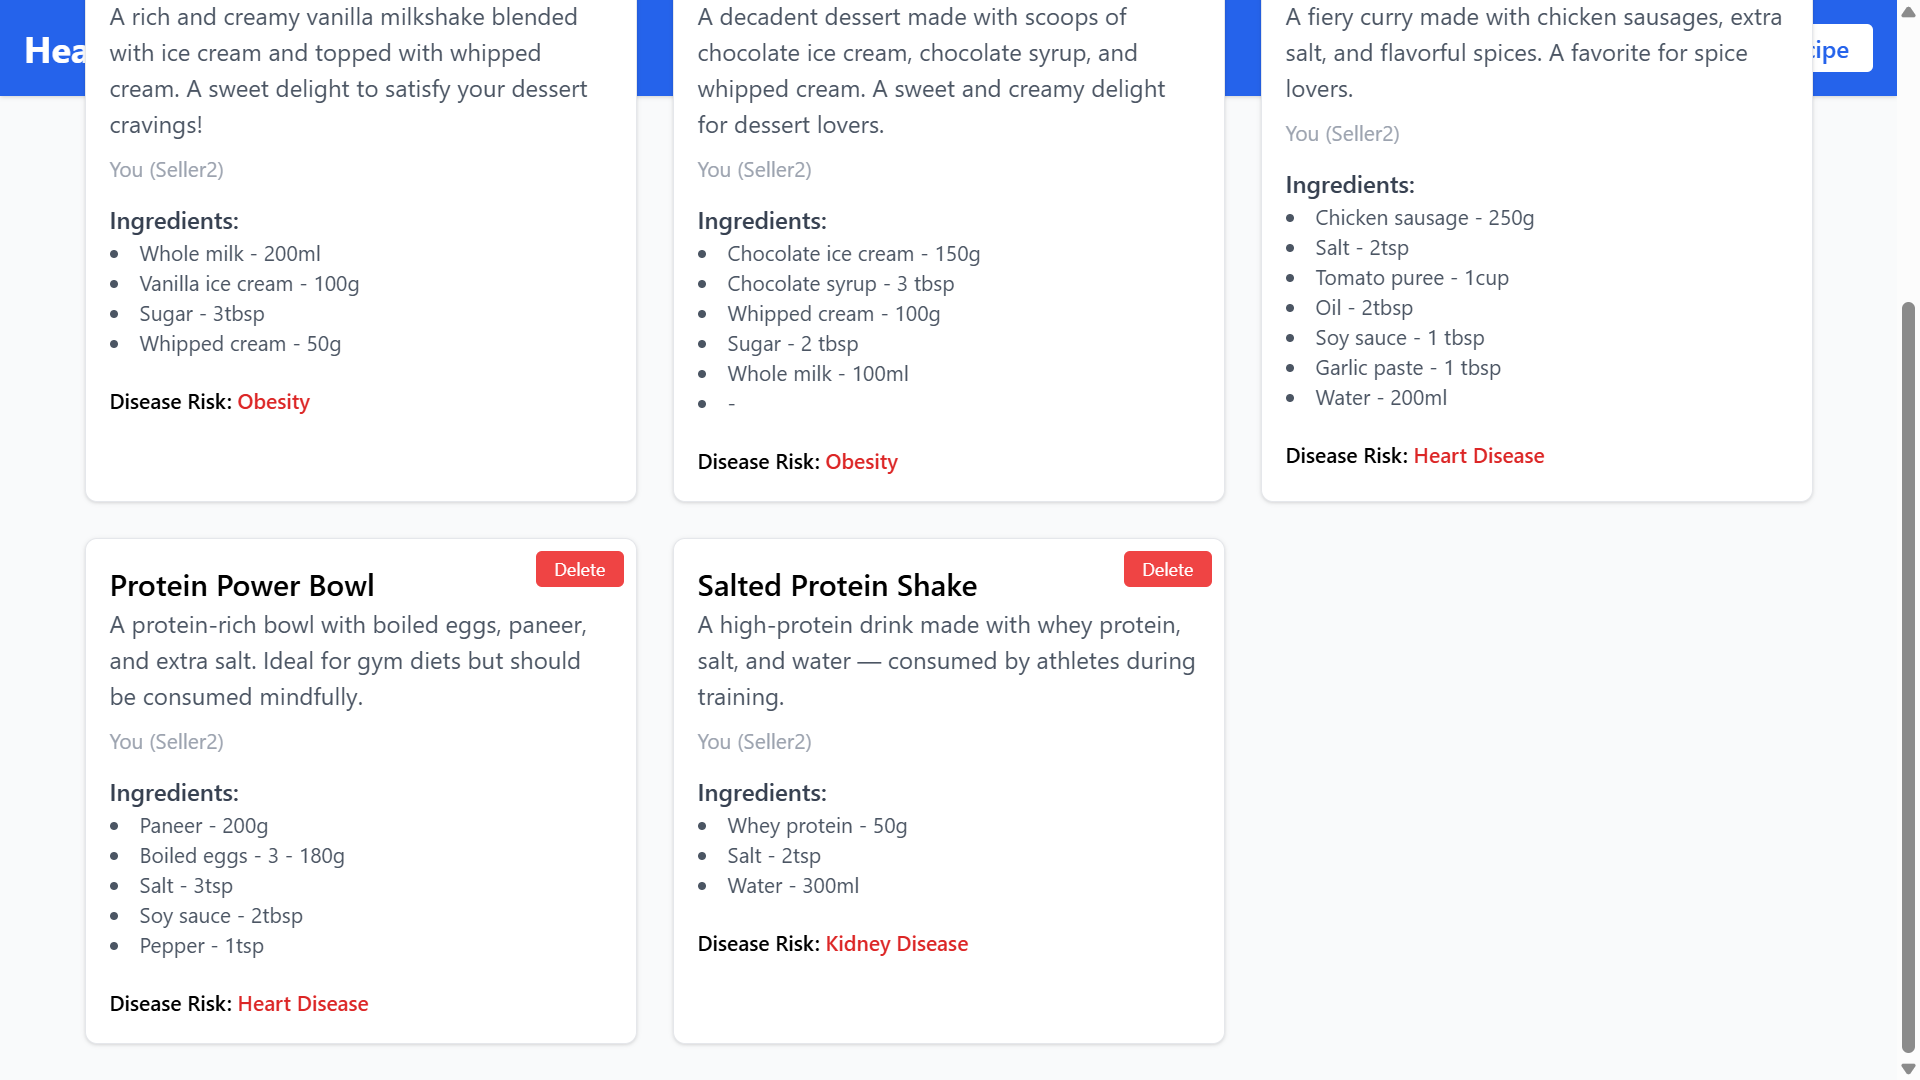 Hea
cipe
A rich and creamy vanilla milkshake blended
with ice cream and topped with whipped
cream. A sweet delight to satisfy your dessert
cravings!
You (Seller2)
Ingredients:
Whole milk - 200ml
Vanilla ice cream - 100g
Sugar - 3tbsp
Whipped cream - 50g
Disease Risk: Obesity
A decadent dessert made with scoops of
chocolate ice cream, chocolate syrup, and
whipped cream. A sweet and creamy delight
for dessert lovers.
You (Seller2)
Ingredients:
Chocolate ice cream - 150g
Chocolate syrup - 3 tbsp
Whipped cream - 100g
Sugar - 2 tbsp
Whole milk - 100ml
-
Disease Risk: Obesity
A fiery curry made with chicken sausages, extra
salt, and flavorful spices. A favorite for spice
lovers.
You (Seller2)
Ingredients:
Chicken sausage - 250g
Salt - 2tsp
Tomato puree - 1cup
Oil - 2tbsp
Soy sauce - 1 tbsp
Garlic paste - 1 tbsp
Water - 200ml
Disease Risk: Heart Disease
Delete
Protein Power Bowl
A protein-rich bowl with boiled eggs, paneer,
and extra salt. Ideal for gym diets but should
be consumed mindfully.
You (Seller2)
Ingredients:
Paneer - 200g
Boiled eggs - 3 - 180g
Salt - 3tsp
Soy sauce - 2tbsp
Pepper - 1tsp
Disease Risk: Heart Disease
Delete
Salted Protein Shake
A high-protein drink made with whey protein,
salt, and water — consumed by athletes during
training.
You (Seller2)
Ingredients:
Whey protein - 50g
Salt - 2tsp
Water - 300ml
Disease Risk: Kidney Disease